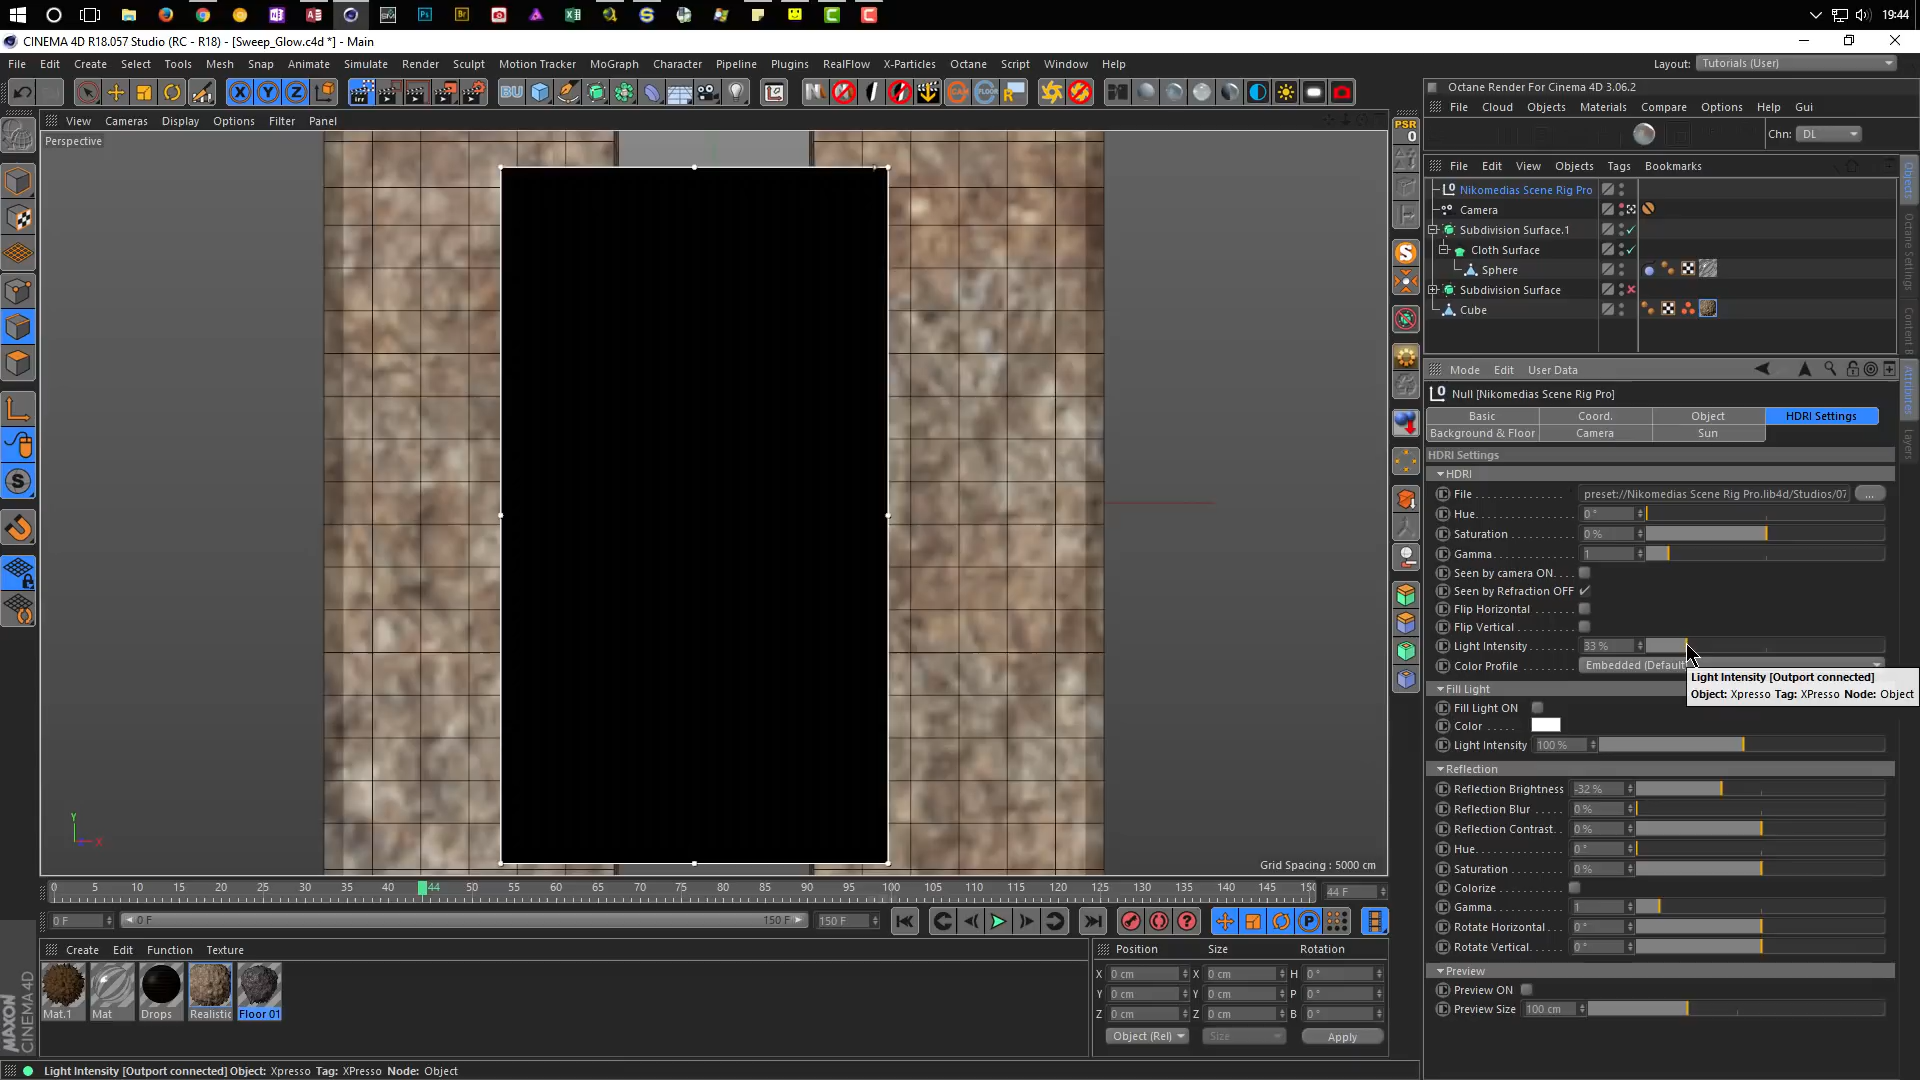 19:44
CINEMA 4D R18.057 Studio (RC - R18) - [Sweep_Glow.c4d *] - Main
File Edit Create Select Tools Mesh Snap Animate Simulate Render Sculpt Motion Tracker MoGraph Character Pipeline Plugins RealFlow X-Particles Octane Script Window Help
Layout: Tutorials (User)
Octane Render For Cinema 4D 3.06.2
File Cloud Objects Materials Compare Options Help Gui
Chn: DL
View Cameras Display Options Filter Panel
Perspective
PSR
0
File Edit View Objects Tags Bookmarks
Nikomedias Scene Rig Pro
Camera
Subdivision Surface.1
Cloth Surface
Sphere
Subdivision Surface
Cube
Objects
Octane Settings
Content B
Attributes
Layers
Mode Edit User Data
Null [Nikomedias Scene Rig Pro]
Basic Coord. Object HDRI Settings
Background & Floor Camera Sun
HDRI Settings
HDRI
File preset://Nikomedias Scene Rig Pro.lib4d/Studios/07 ...
Hue 0 °
Saturation 0 %
Gamma 1
Seen by camera ON
Seen by Refraction OFF
Flip Horizontal
Flip Vertical
Light Intensity 33 %
Color Profile Embedded (Default
Light Intensity [Outport connected]
Object: Xpresso Tag: XPresso Node: Object
Fill Light
Fill Light ON
Color
Light Intensity 100 %
Reflection
Reflection Brightness -32 %
Reflection Blur 0 %
Reflection Contrast 0 %
Hue 0 °
Saturation 0 %
Colorize
Gamma 1
Rotate Horizontal 0 °
Rotate Vertical 0 °
Preview
Preview ON
Preview Size 100 cm
Y
X
Grid Spacing : 5000 cm
0 5 10 15 20 25 30 35 40 44 50 55 60 65 70 75 80 85 90 95 100 105 110 115 120 125 130 135 140 145 150
44 F
0 F 0 F 150 F 150 F
Create Edit Function Texture
Mat.1 Mat Drops Realistic Floor 01
Position Size Rotation
X 0 cm X 0 cm H 0 °
Y 0 cm Y 0 cm P 0 °
Z 0 cm Z 0 cm B 0 °
Object (Rel) Size Apply
MAXON
CINEMA 4D
Light Intensity [Outport connected] Object: Xpresso Tag: XPresso Node: Object